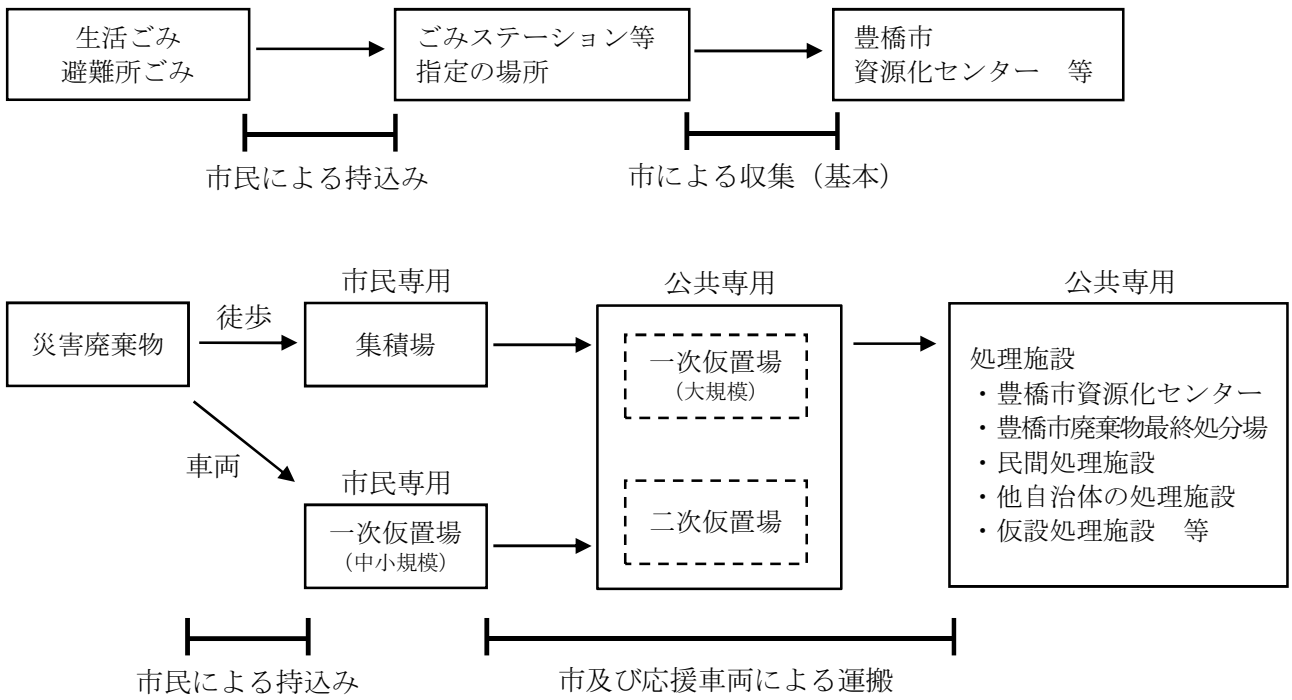 生活ごみ
避難所ごみ
ごみステーション等
指定の場所
豊橋市
資源化センター　等
市民による持込み
市による収集（基本）
市民専用
公共専用
公共専用
災害廃棄物
徒歩
集積場
一次仮置場
（大規模）
処理施設
・豊橋市資源化センター
・豊橋市廃棄物最終処分場
・民間処理施設
・他自治体の処理施設
・仮設処理施設　等
車両
市民専用
一次仮置場
（中小規模）
二次仮置場
市民による持込み
市及び応援車両による運搬